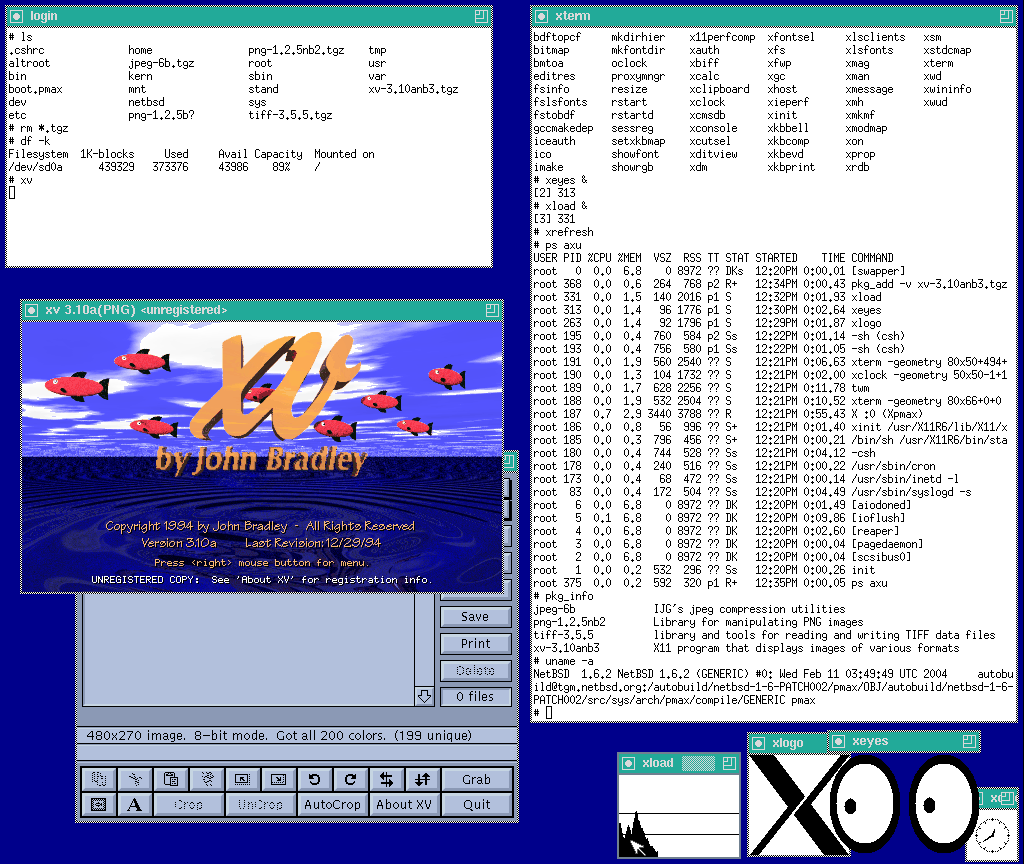 login
# ls
.cshrc home png-1.2.5nb2.tgz tmp
altroot jpeg-6b.tgz root usr
bin kern sbin var
boot.pmax mnt stand xv-3.10anb3.tgz
dev netbsd sys
etc png-1.2.5b? tiff-3.5.5.tgz
# rm *.tgz
# df -k
Filesystem 1K-blocks Used Avail Capacity Mounted on
/dev/sd0a 439329 373376 43986 89% /
# xv
xterm
bdftopcf mkdirhier x11perfcomp xfontsel xlsclients xsm
bitmap mkfontdir xauth xfs xlsfonts xstdcmap
bmtoa oclock xbiff xfwp xmag xterm
editres proxymngr xcalc xgc xman xwd
fsinfo resize xclipboard xhost xmessage xwininfo
fslsfonts rstart xclock xieperf xmh xwud
fstobdf rstartd xcmsdb xinit xmkmf
gccmakedep sessreg xconsole xkbbell xmodmap
iceauth setxkbmap xcutsel xkbcomp xon
ico showfont xditview xkbevd xprop
imake showrgb xdm xkbprint xrdb
# xeyes &
[2] 313
# xload &
[3] 331
# xrefresh
# ps axu
USER PID %CPU %MEM VSZ RSS TT STAT STARTED TIME COMMAND
root 0 0.0 6.8 0 8972 ?? DKs 12:20PM 0:00.01 [swapper]
root 368 0.0 0.6 264 768 p2 R+ 12:34PM 0:00.43 pkg_add -v xv-3.10anb3.tgz
root 331 0.0 1.5 140 2016 p1 S 12:32PM 0:01.93 xload
root 313 0.0 1.4 96 1776 p1 S 12:30PM 0:02.64 xeyes
root 263 0.0 1.4 92 1796 p1 S 12:29PM 0:01.87 xlogo
root 195 0.0 0.4 760 584 p2 Ss 12:22PM 0:01.14 -sh (csh)
root 193 0.0 0.4 756 580 p1 Ss 12:22PM 0:01.05 -sh (csh)
root 191 0.0 1.9 560 2540 ?? S 12:21PM 0:06.63 xterm -geometry 80x50+494+
root 190 0.0 1.3 104 1732 ?? S 12:21PM 0:02.00 xclock -geometry 50x50-1+1
root 189 0.0 1.7 628 2256 ?? S 12:21PM 0:11.78 twm
root 188 0.0 1.9 532 2504 ?? S 12:21PM 0:10.52 xterm -geometry 80x66+0+0
root 187 0.7 2.9 3440 3788 ?? R 12:21PM 0:55.43 X :0 (Xpmax)
root 186 0.0 0.8 56 996 ?? S+ 12:21PM 0:01.40 xinit /usr/X11R6/lib/X11/x
root 185 0.0 0.3 796 456 ?? S+ 12:21PM 0:00.21 /bin/sh /usr/X11R6/bin/sta
root 180 0.0 0.4 744 528 ?? Ss 12:21PM 0:04.12 -csh
root 178 0.0 0.4 240 516 ?? Ss 12:21PM 0:00.22 /usr/sbin/cron
root 173 0.0 0.4 68 472 ?? Ss 12:21PM 0:00.14 /usr/sbin/inetd -l
root 83 0.0 0.4 172 504 ?? Ss 12:20PM 0:04.49 /usr/sbin/syslogd -s
root 6 0.0 6.8 0 8972 ?? DK 12:20PM 0:01.49 [aiodoned]
root 5 0.1 6.8 0 8972 ?? DK 12:20PM 0:09.86 [ioflush]
root 4 0.0 6.8 0 8972 ?? DK 12:20PM 0:02.60 [reaper]
root 3 0.0 6.8 0 8972 ?? DK 12:20PM 0:00.04 [pagedaemon]
root 2 0.0 6.8 0 8972 ?? DK 12:20PM 0:00.04 [scsibus0]
root 1 0.0 0.2 532 296 ?? Ss 12:20PM 0:00.26 init
root 375 0.0 0.2 592 320 p1 R+ 12:35PM 0:00.05 ps axu
# pkg_info
jpeg-6b IJG's jpeg compression utilities
png-1.2.5nb2 Library for manipulating PNG images
tiff-3.5.5 library and tools for reading and writing TIFF data files
xv-3.10anb3 X11 program that displays images of various formats
# uname -a
NetBSD 1.6.2 NetBSD 1.6.2 (GENERIC) #0: Wed Feb 11 03:49:49 UTC 2004 autobu
ild@tgm.netbsd.org:/autobuild/netbsd-1-6-PATCH002/pmax/OBJ/autobuild/netbsd-1-6-
PATCH002/src/sys/arch/pmax/compile/GENERIC pmax
#
xv 3.10a(PNG) <unregistered>
xv
by John Bradley
Copyright 1994 by John Bradley - All Rights Reserved
Version 3.10a Last Revision: 12/29/94
Press <right> mouse button for menu.
UNREGISTERED COPY: See 'About XV' for registration info.
Save
Print
Delete
0 files
480x270 image. 8-bit mode. Got all 200 colors. (199 unique)
Grab
A Crop UnCrop AutoCrop About XV Quit
xload
xlogo
xeyes